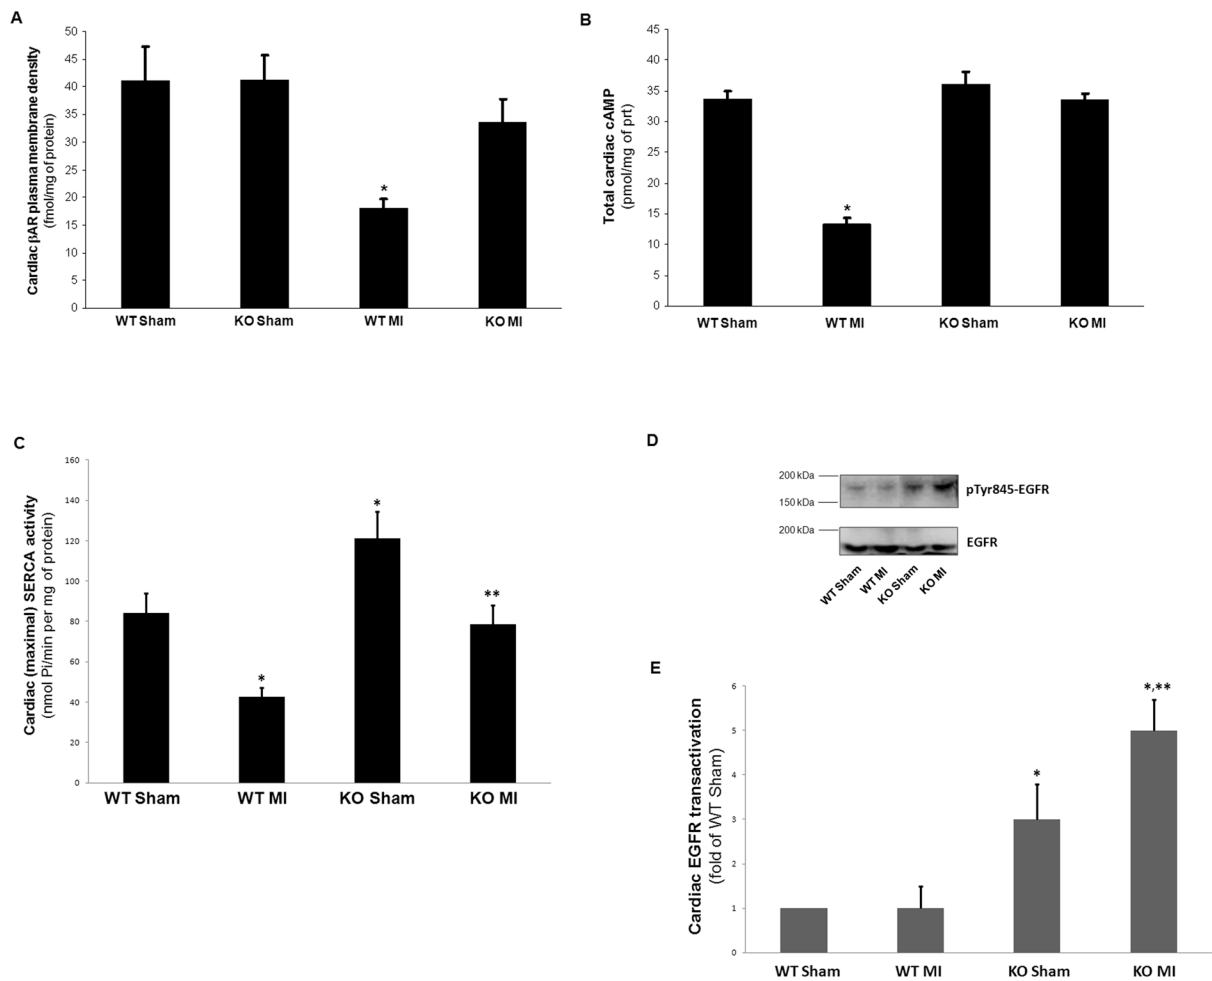 A
Cardiac βAR plasma membrane density
(fmol/mg of protein)
50
45
40
35
30
25
20
15
10
5
0
*
WT Sham KO Sham WT MI KO MI
B
Total cardiac cAMP
(pmol/mg of prt)
45
40
35
30
25
20
15
10
5
0
*
WT Sham WT MI KO Sham KO MI
C
Cardiac (maximal) SERCA activity
(nmol Pi/min per mg of protein)
160
140
120
100
80
60
40
20
0
*
*
**
WT Sham WT MI KO Sham KO MI
D
200 kDa
150 kDa
pTyr845-EGFR
200 kDa
EGFR
WT Sham
WT MI
KO Sham
KO MI
E
Cardiac EGFR transactivation
(fold of WT Sham)
6
5
4
3
2
1
0
*
*,**
WT Sham WT MI KO Sham KO MI